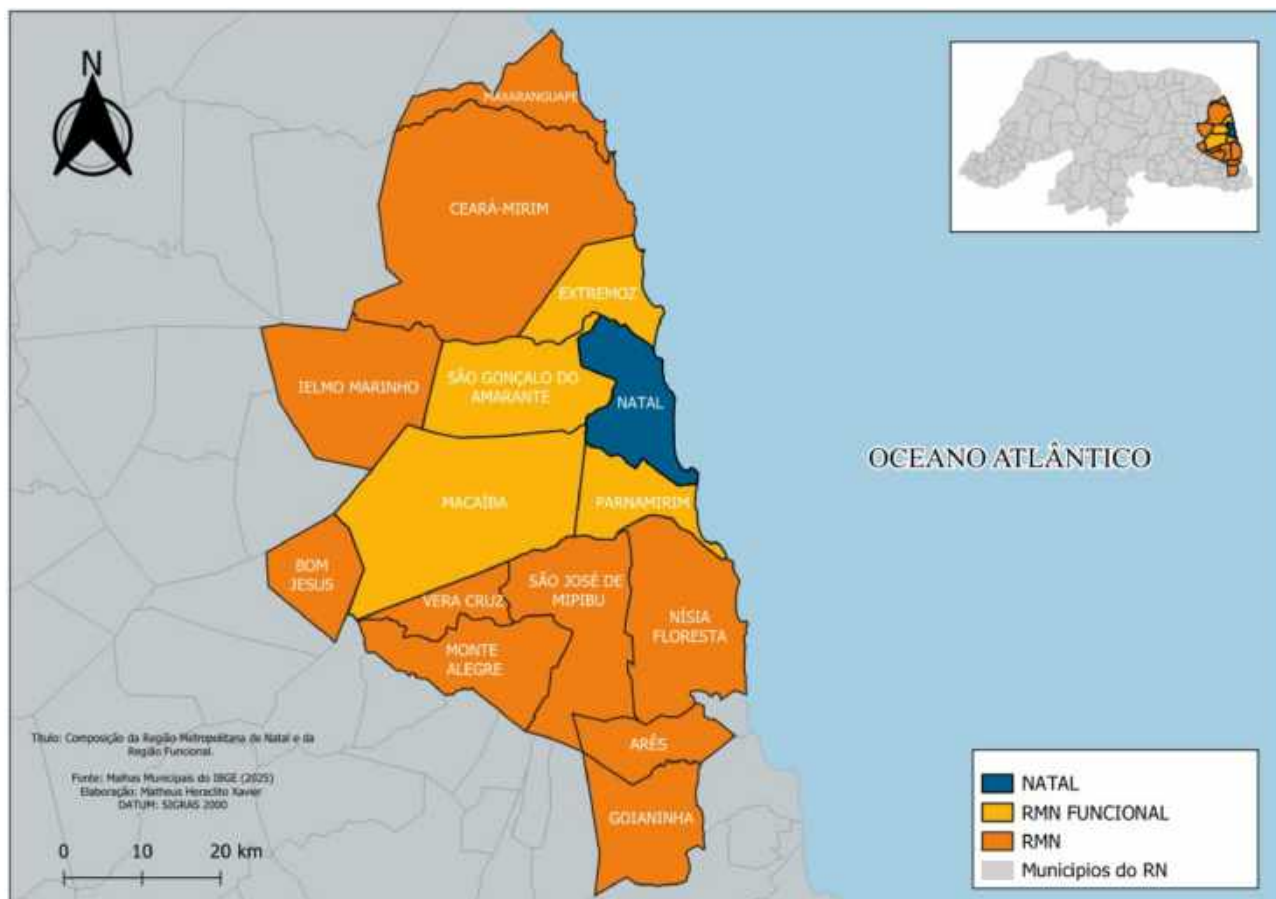 N
MAXARANGUAPE
CEARÁ-MIRIM
EXTREMOZ
IELMO MARINHO
SÃO GONÇALO DO
AMARANTE
NATAL
OCEANO ATLÂNTICO
MACAÍBA
PARNAMIRIM
BOM
JESUS
VERA CRUZ
SÃO JOSÉ DE
MIPIBU
NÍSIA
FLORESTA
MONTE
ALEGRE
ARÊS
GOIANINHA
Título: Composição da Região Metropolitana de Natal e da
Região Funcional.
Fonte: Malhas Municipais do IBGE (2025)
Elaboração: Matheus Heraclito Xavier
DATUM: SIGRAS 2000
0 10 20 km
NATAL
RMN FUNCIONAL
RMN
Municipios do RN